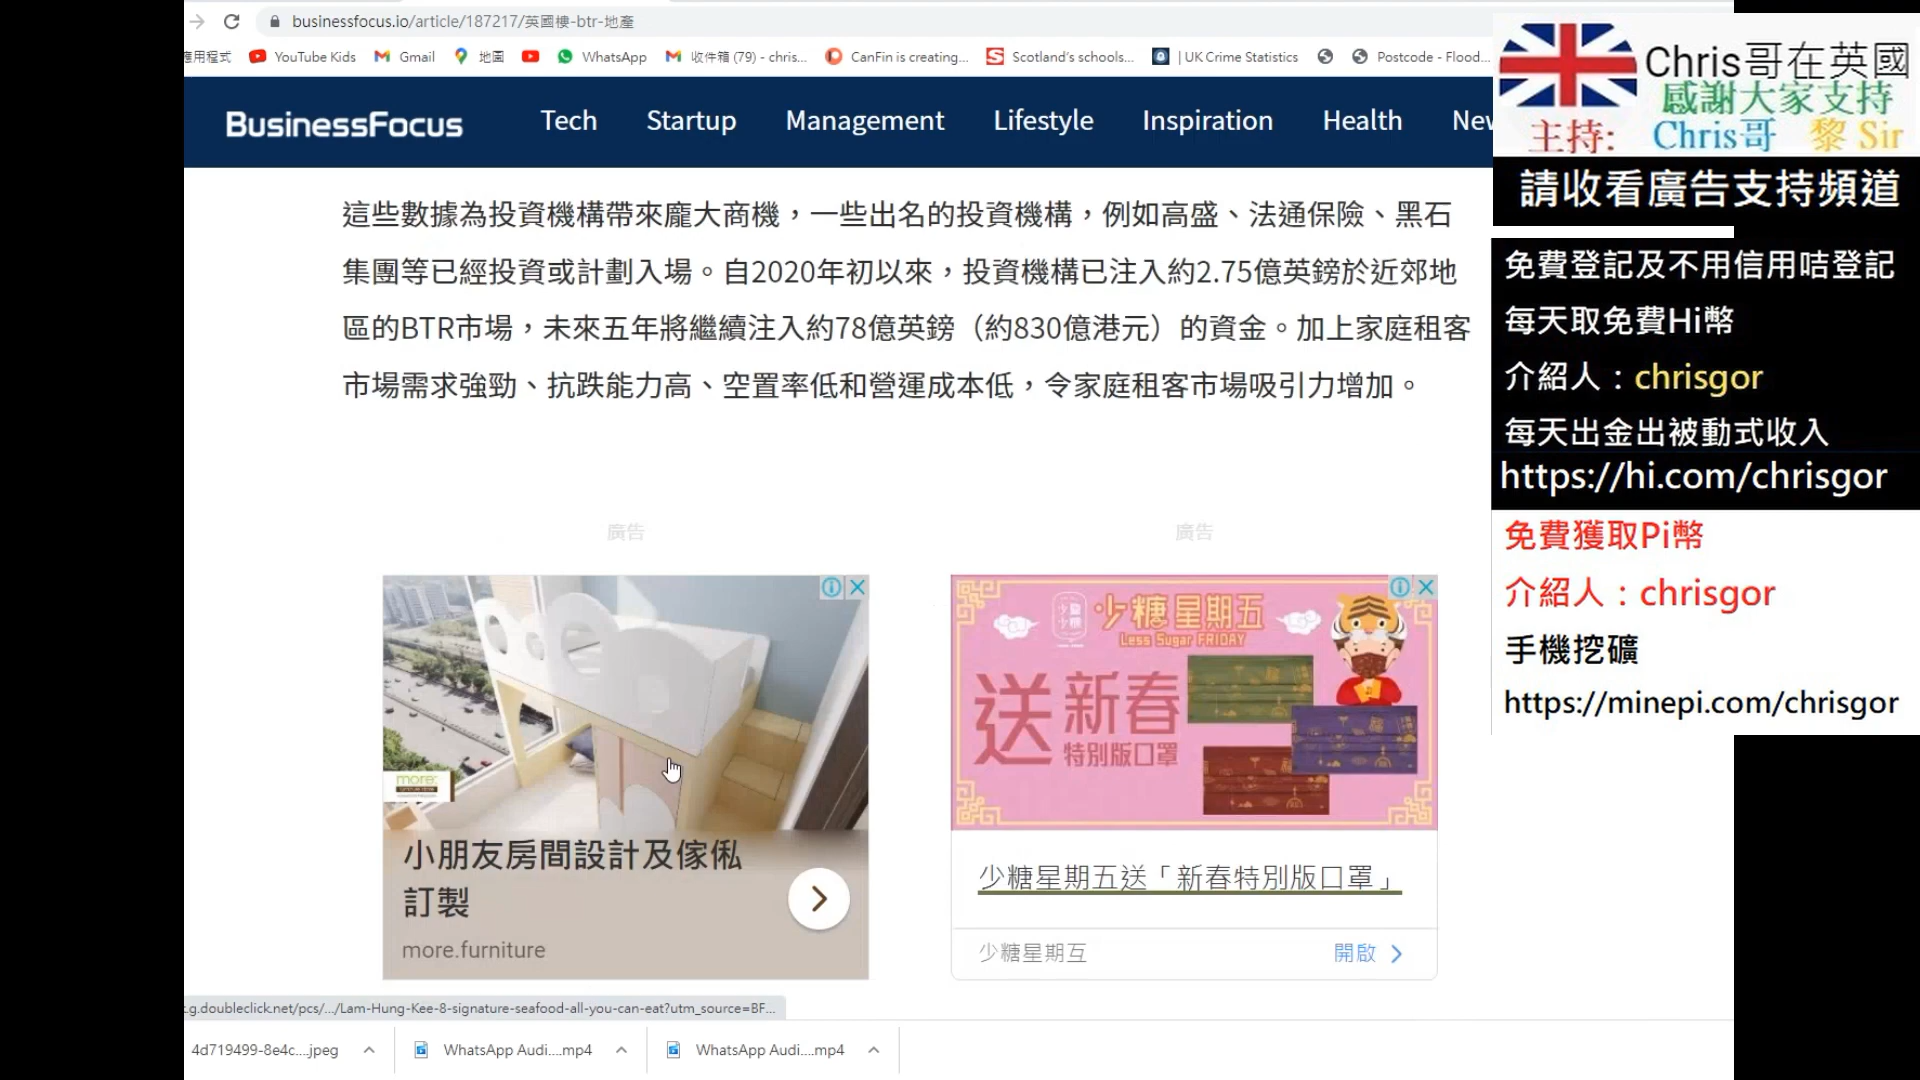 businessfocus.io/article/187217/英國樓-btr-地產
應用程式 YouTube Kids Gmail 地圖 WhatsApp 收件箱 (79) - chris... CanFin is creating... Scotland's schools... | UK Crime Statistics Postcode - Flood...
BusinessFocus Tech Startup Management Lifestyle Inspiration Health
這些數據為投資機構帶來龐大商機，一些出名的投資機構，例如高盛、法通保險、黑石
集團等已經投資或計劃入場。自2020年初以來，投資機構已注入約2.75億英鎊於近郊地
區的BTR市場，未來五年將繼續注入約78億英鎊（約830億港元）的資金。加上家庭租客
市場需求強勁、抗跌能力高、空置率低和營運成本低，令家庭租客市場吸引力增加。
廣告
more:
小朋友房間設計及傢俬
訂製
more.furniture
廣告
少糖星期五
Less Sugar FRIDAY
送新春
特別版口罩
少糖星期五送「新春特別版口罩」
少糖星期互
開啟
.g.doubleclick.net/pcs/.../Lam-Hung-Kee-8-signature-seafood-all-you-can-eat?utm_source=BF...
4d719499-8e4c....jpeg WhatsApp Audi....mp4 WhatsApp Audi....mp4
Chris哥在英國
感謝大家支持
主持: Chris哥 黎 Sir
請收看廣告支持頻道
免費登記及不用信用咭登記
每天取免費Hi幣
介紹人：chrisgor
每天出金出被動式收入
https://hi.com/chrisgor
免費獲取Pi幣
介紹人：chrisgor
手機挖礦
https://minepi.com/chrisgor